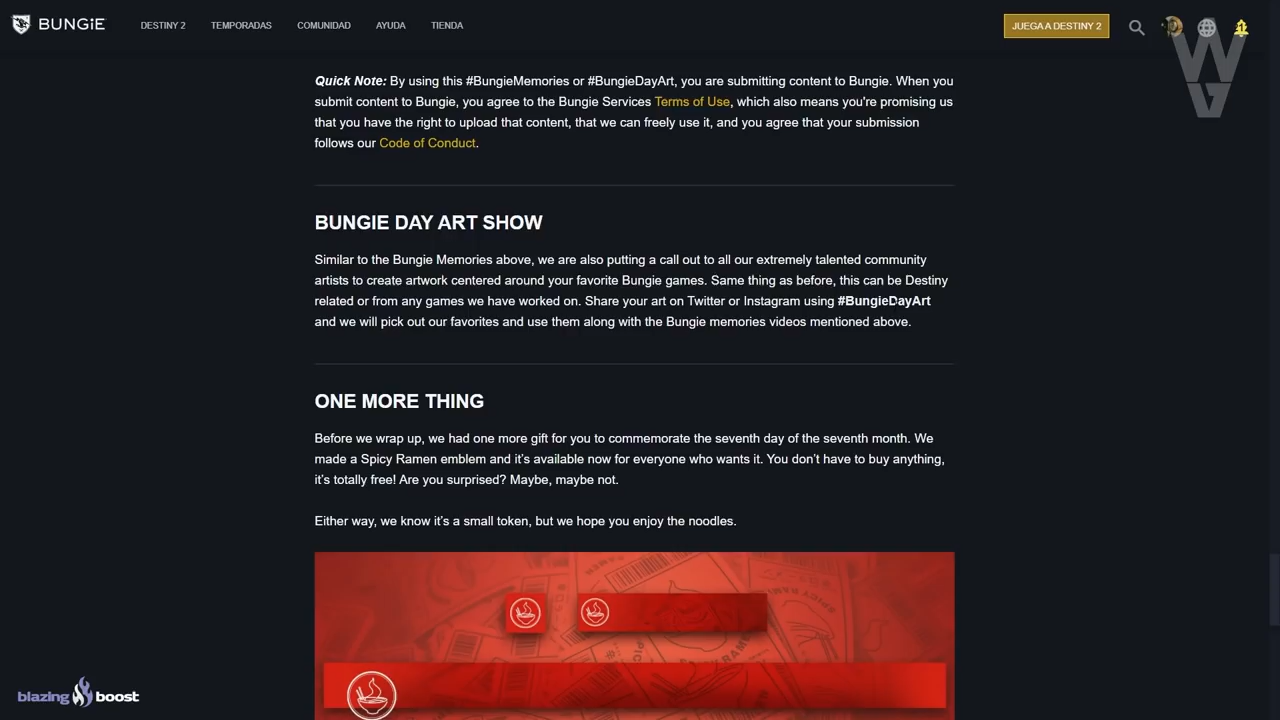 BUNGiE DESTINY 2 TEMPORADAS COMUNIDAD AYUDA TIENDA JUEGA A DESTINY 2
Quick Note: By using this #BungieMemories or #BungieDayArt, you are submitting content to Bungie. When you
submit content to Bungie, you agree to the Bungie Services Terms of Use, which also means you're promising us
that you have the right to upload that content, that we can freely use it, and you agree that your submission
follows our Code of Conduct.
BUNGIE DAY ART SHOW
Similar to the Bungie Memories above, we are also putting a call out to all our extremely talented community
artists to create artwork centered around your favorite Bungie games. Same thing as before, this can be Destiny
related or from any games we have worked on. Share your art on Twitter or Instagram using #BungieDayArt
and we will pick out our favorites and use them along with the Bungie memories videos mentioned above.
ONE MORE THING
Before we wrap up, we had one more gift for you to commemorate the seventh day of the seventh month. We
made a Spicy Ramen emblem and it's available now for everyone who wants it. You don't have to buy anything,
it's totally free! Are you surprised? Maybe, maybe not.
Either way, we know it's a small token, but we hope you enjoy the noodles.
blazing boost